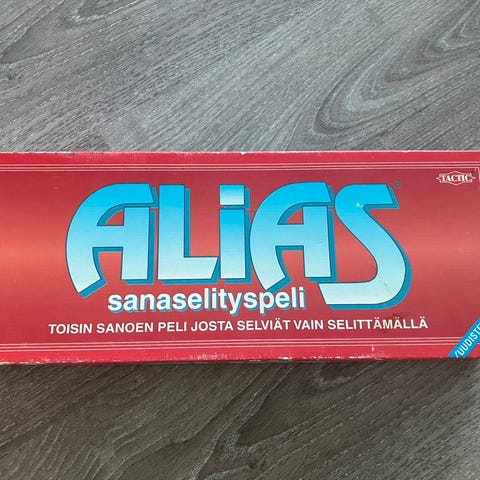 TACTIC
ALiAS
sanaselityspeli
TOISIN SANOEN PELI JOSTA SELVIÄT VAIN SELITTÄMÄLLÄ